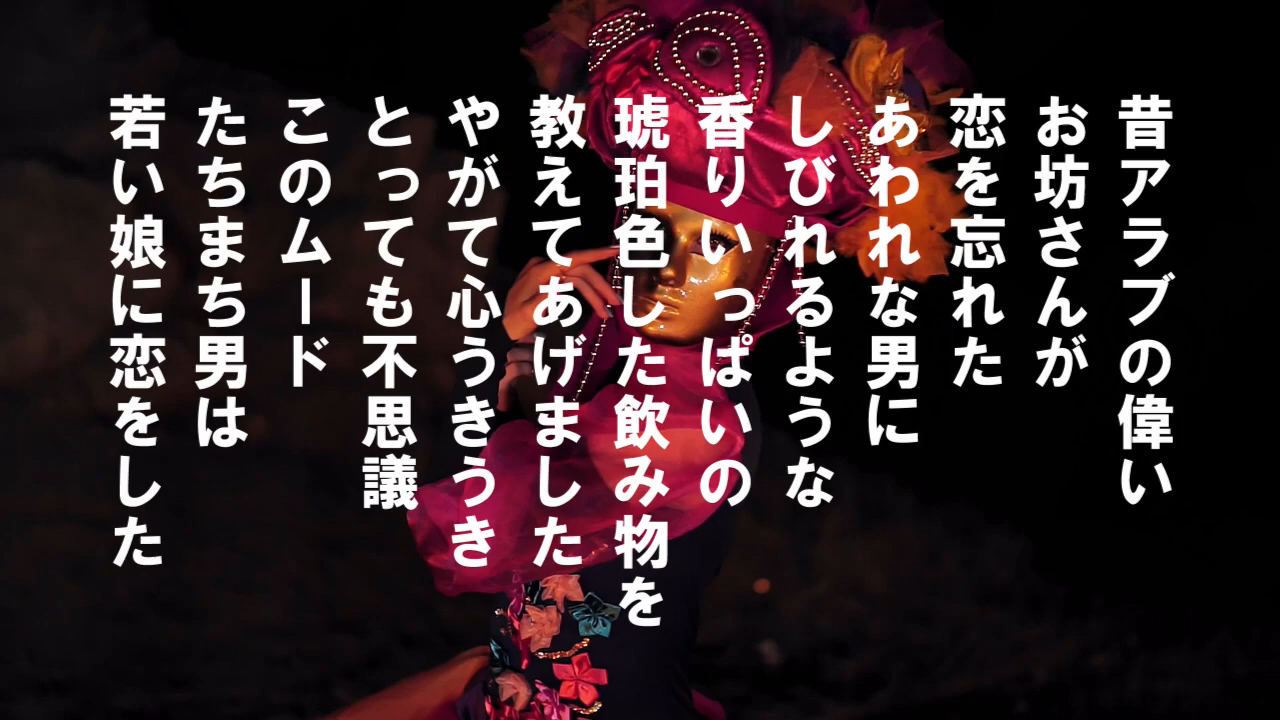 昔アラブの偉い
お坊さんが
恋を忘れた
あわれな男に
しびれるような
香りいっぱいの
琥珀色した飲み物を
教えてあげました
やがて心うきうき
とっても不思議
このムード
たちまち男は
若い娘に恋をした